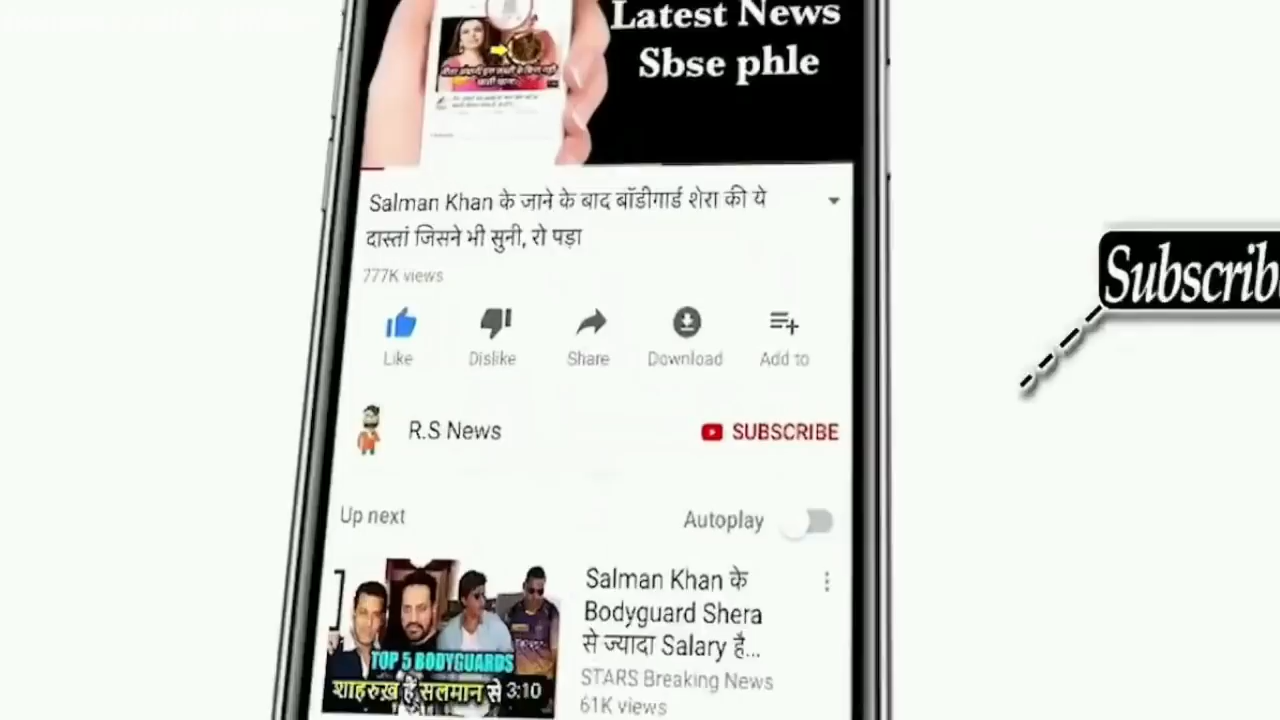 Latest News
Sbse phle
Salman Khan के जाने के बाद बॉडीगार्ड शेरा की ये
दास्तां जिसने भी सुनी, रो पड़ा
777K views
Like
Dislike
Share
Download
Add to
R.S News
SUBSCRIBE
Subscribe
Up next
Autoplay
Salman Khan के
Bodyguard Shera
से ज्यादा Salary है...
STARS Breaking News
61K views
TOP 5 BODYGUARDS
शाहरुख़ है सलमान से
3:10